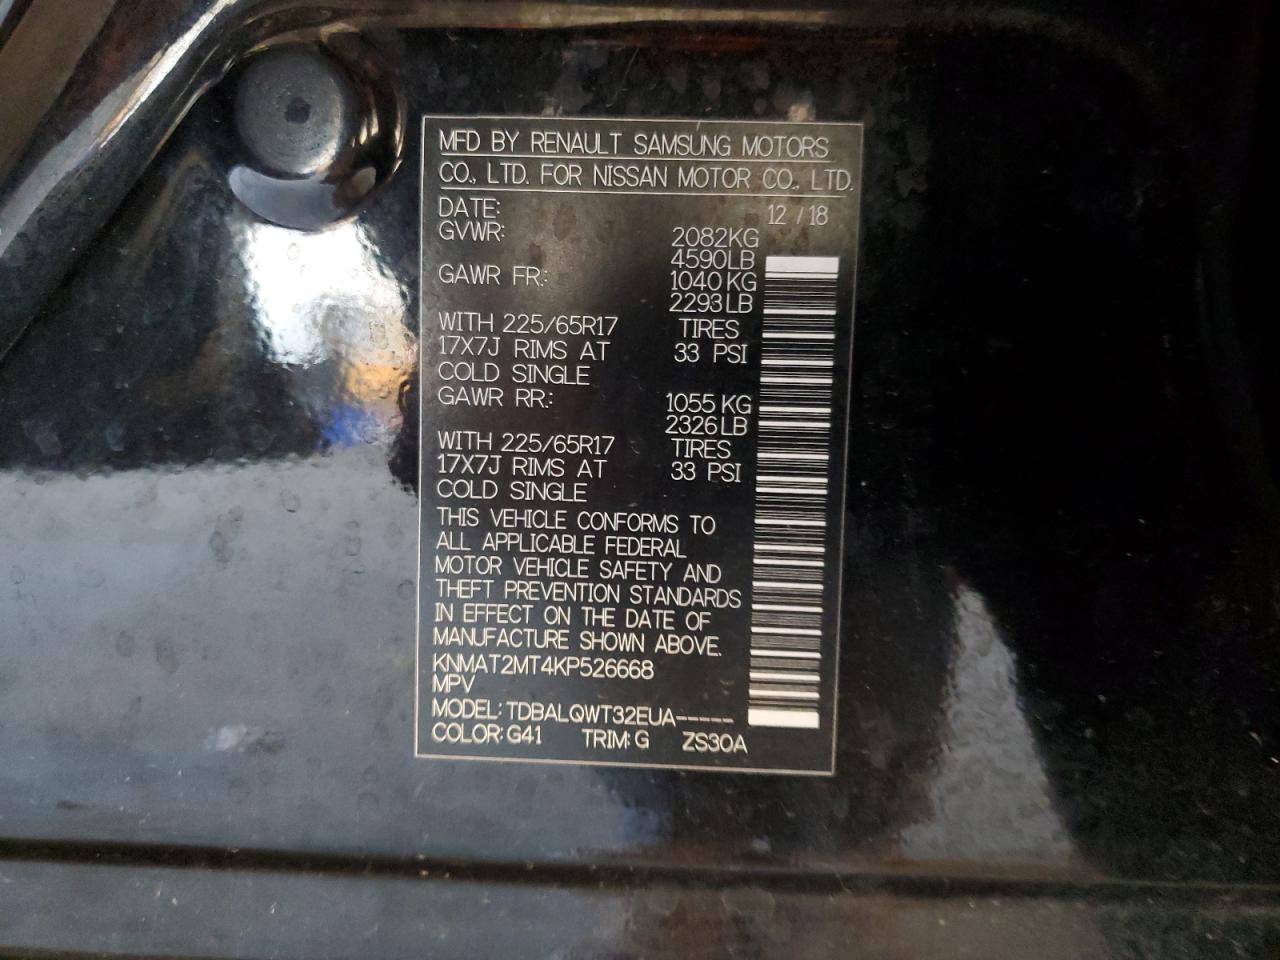 MFD BY RENAULT SAMSUNG MOTORS
CO., LTD. FOR NISSAN MOTOR CO., LTD.
DATE: 12 / 18
GVWR: 2082KG
4590LB
GAWR FR.: 1040 KG
2293LB
WITH 225/65R17 TIRES
17X7J RIMS AT 33 PSI
COLD SINGLE
GAWR RR.: 1055 KG
2326LB
WITH 225/65R17 TIRES
17X7J RIMS AT 33 PSI
COLD SINGLE
THIS VEHICLE CONFORMS TO
ALL APPLICABLE FEDERAL
MOTOR VEHICLE SAFETY AND
THEFT PREVENTION STANDARDS
IN EFFECT ON THE DATE OF
MANUFACTURE SHOWN ABOVE.
KNMAT2MT4KP526668
MPV
MODEL: TDBALQWT32EUA-----
COLOR: G41 TRIM: G ZS30A